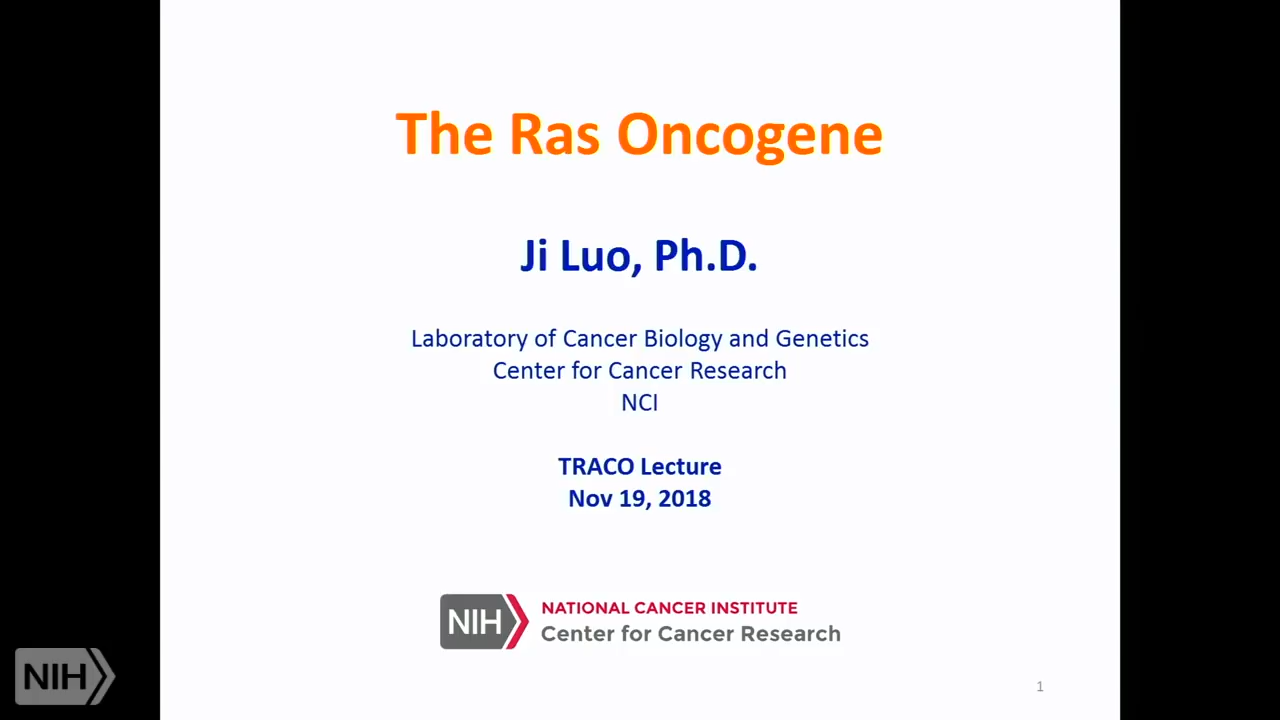 The Ras Oncogene
Ji Luo, Ph.D.
Laboratory of Cancer Biology and Genetics
Center for Cancer Research
NCI
TRACO Lecture
Nov 19, 2018
NIH
NATIONAL CANCER INSTITUTE
Center for Cancer Research
NIH
1